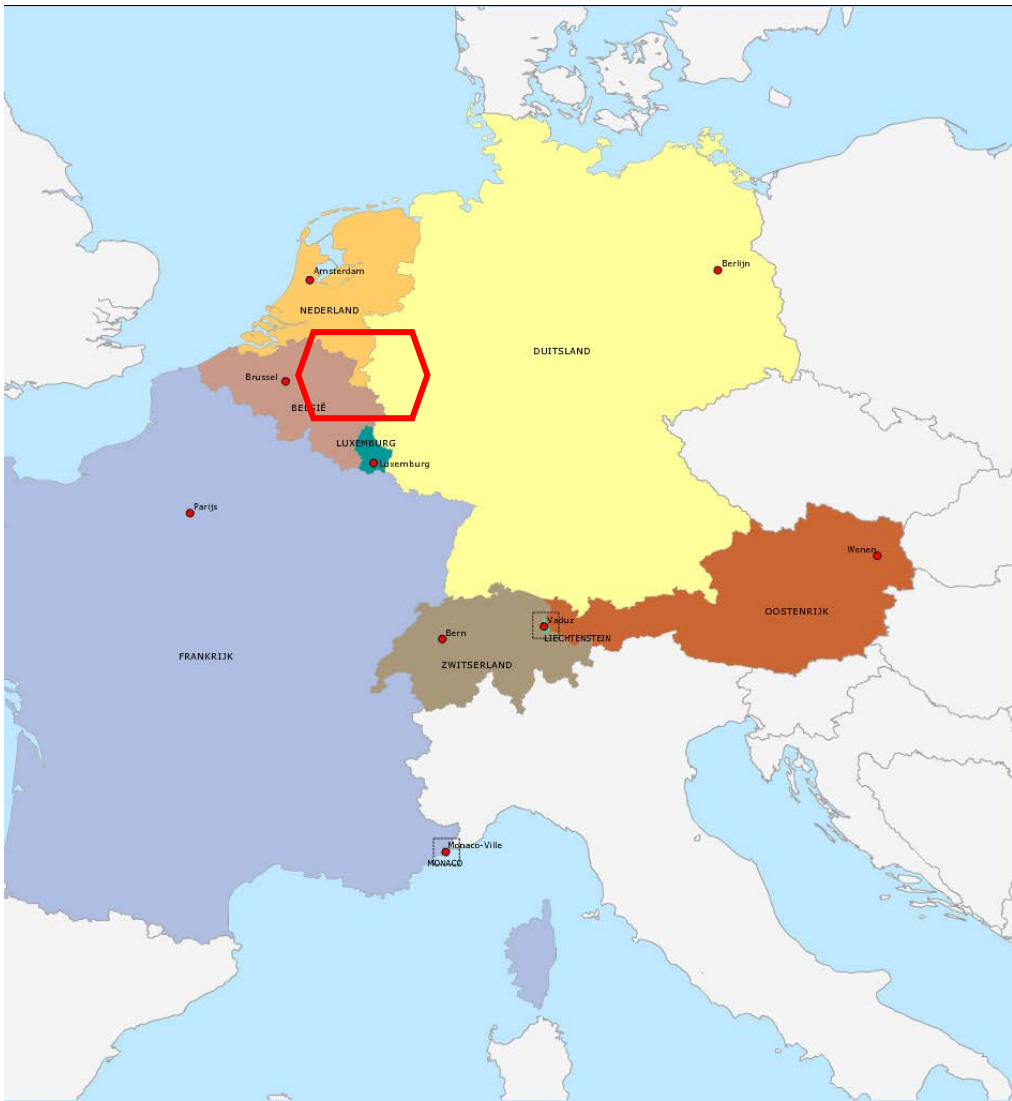 Berlijn
Amsterdam
NEDERLAND
DUITSLAND
Brussel
BELGIË
LUXEMBURG
Luxemburg
Parijs
Wenen
OOSTENRIJK
Vaduz
LIECHTENSTEIN
Bern
FRANKRIJK
ZWITSERLAND
Monaco-Ville
MONACO